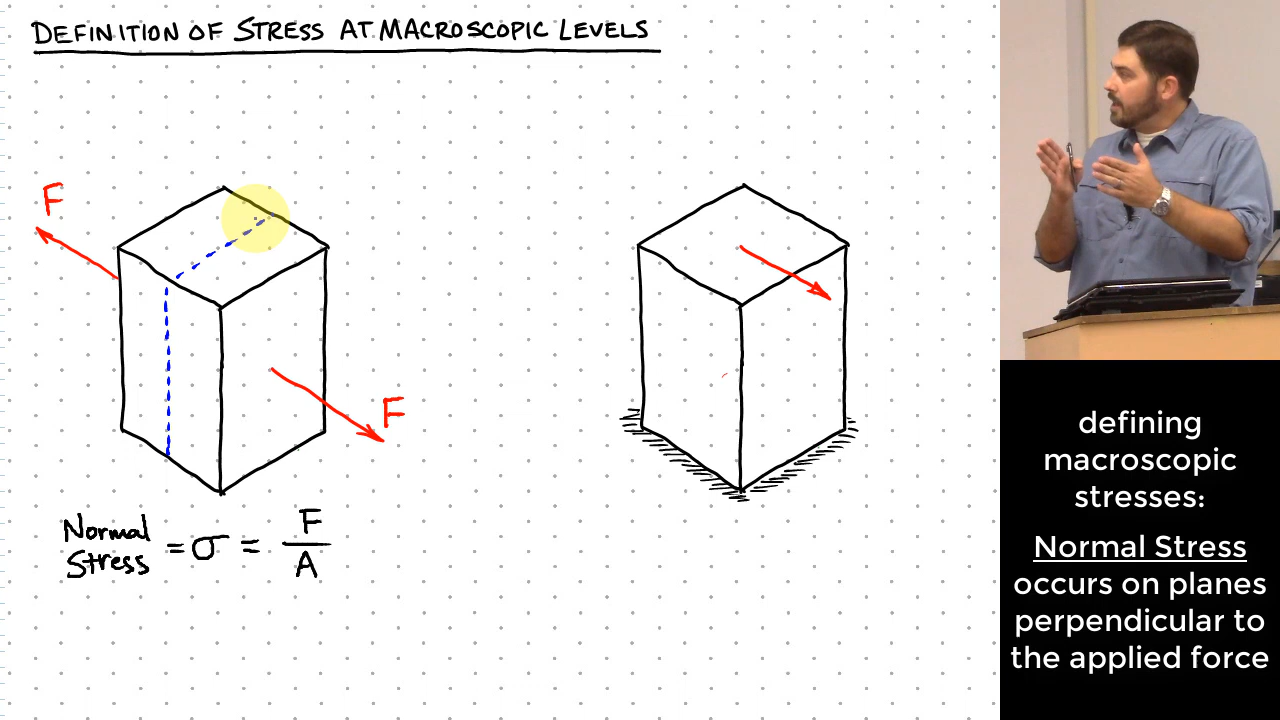 DEFINITION OF STRESS AT MACROSCOPIC LEVELS
F
F
Normal
Stress = σ = F
A
defining
macroscopic
stresses:
Normal Stress
occurs on planes
perpendicular to
the applied force